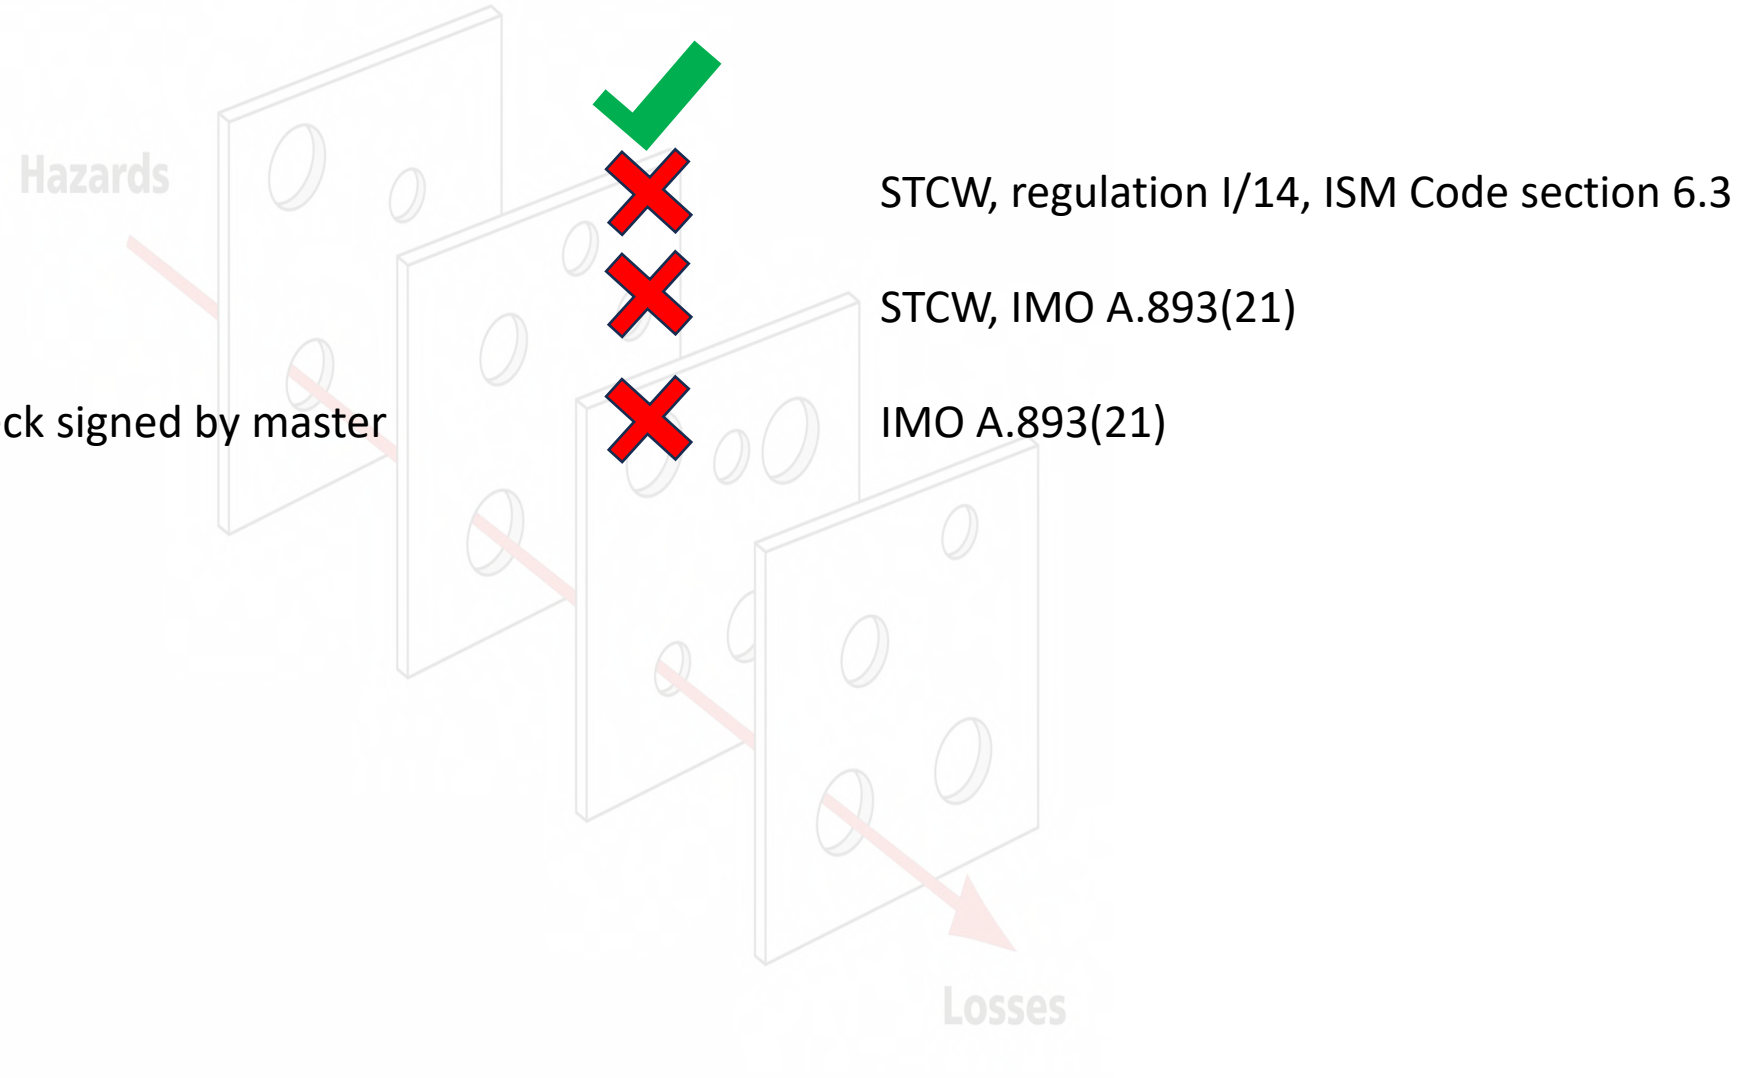 Hazards
STCW, regulation I/14, ISM Code section 6.3
STCW, IMO A.893(21)
ck signed by master
IMO A.893(21)
Losses